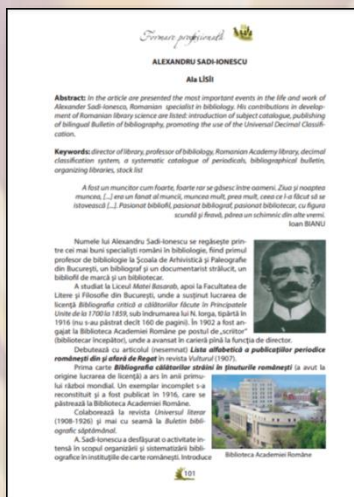 Formare profesională
ALEXANDRU SADI-IONESCU
Ala LÎSÎI
Abstract: In the article are presented the most important events in the life and work of
Alexander Sadi-Ionesco, Romanian specialist in bibliology. His contributions in develop-
ment of Romanian library science are listed: introduction of subject catalogue, publishing
of bilingual Bulletin of bibliography, promoting the use of the Universal Decimal Classifi-
cation.
Keywords: director of library, professor of bibliology, Romanian Academy library, decimal
classification system, a systematic catalogue of periodicals, bibliographical bulletin,
organizing libraries, stock list
A fost un muncitor cum foarte, foarte rar se găsesc între oameni. Ziua şi noaptea
muncea, [...] era un fanat al muncii, muncea mult, prea mult, ceea ce l-a făcut să se
istovească [...]. Pasionat bibliofil, pasionat bibliograf, pasionat bibliotecar, cu figura
scundă şi firavă, părea un schimnic din alte vremi.
Ioan BIANU
Numele lui Alexandru Sadi-Ionescu se regăseşte prin-
tre cei mai buni specialişti români în bibliologie, fiind primul
profesor de bibliologie la Şcoala de Arhivistică şi Paleografie
din Bucureşti, un bibliograf şi un documentarist strălucit, un
bibliofil de marcă şi un bibliotecar.
A studiat la Liceul Matei Basarab, apoi la Facultatea de
Litere şi Filosofie din Bucureşti, unde a susţinut lucrarea de
licenţă Bibliografia critică a călătoriilor făcute în Principatele
Unite de la 1700 la 1859, sub îndrumarea lui N. Iorga, tipărită în
1916 (nu s-au păstrat decît 160 de pagini). În 1902 a fost an-
gajat la Biblioteca Academiei Române pe postul de „scriitor”
(bibliotecar începător), unde a avansat în carieră pînă la funcţia de director.
Debutează cu articolul (nesemnat) Lista alfabetică a publicaţiilor periodice
româneşti din şi afară de Regat în revista Vulturul (1907).
Prima carte Bibliografia călătorilor străini în ţinuturile româneşti (a avut la
origine lucrarea de licenţă) a ars în anii primu-
lui război mondial. Un exemplar incomplet s-a
reconstituit şi a fost publicat în 1916, care se
păstrează la Biblioteca Academiei Române.
Colaborează la revista Universul literar
(1908-1926) şi mai cu seamă la Buletin bibli-
ografic săptămânal.
A. Sadi-Ionescu a desfăşurat o activitate in-
tensă în scopul organizării şi sistematizării bibli-
ografice în instituţiile de carte româneşti. Introduce
Biblioteca Academiei Române
101